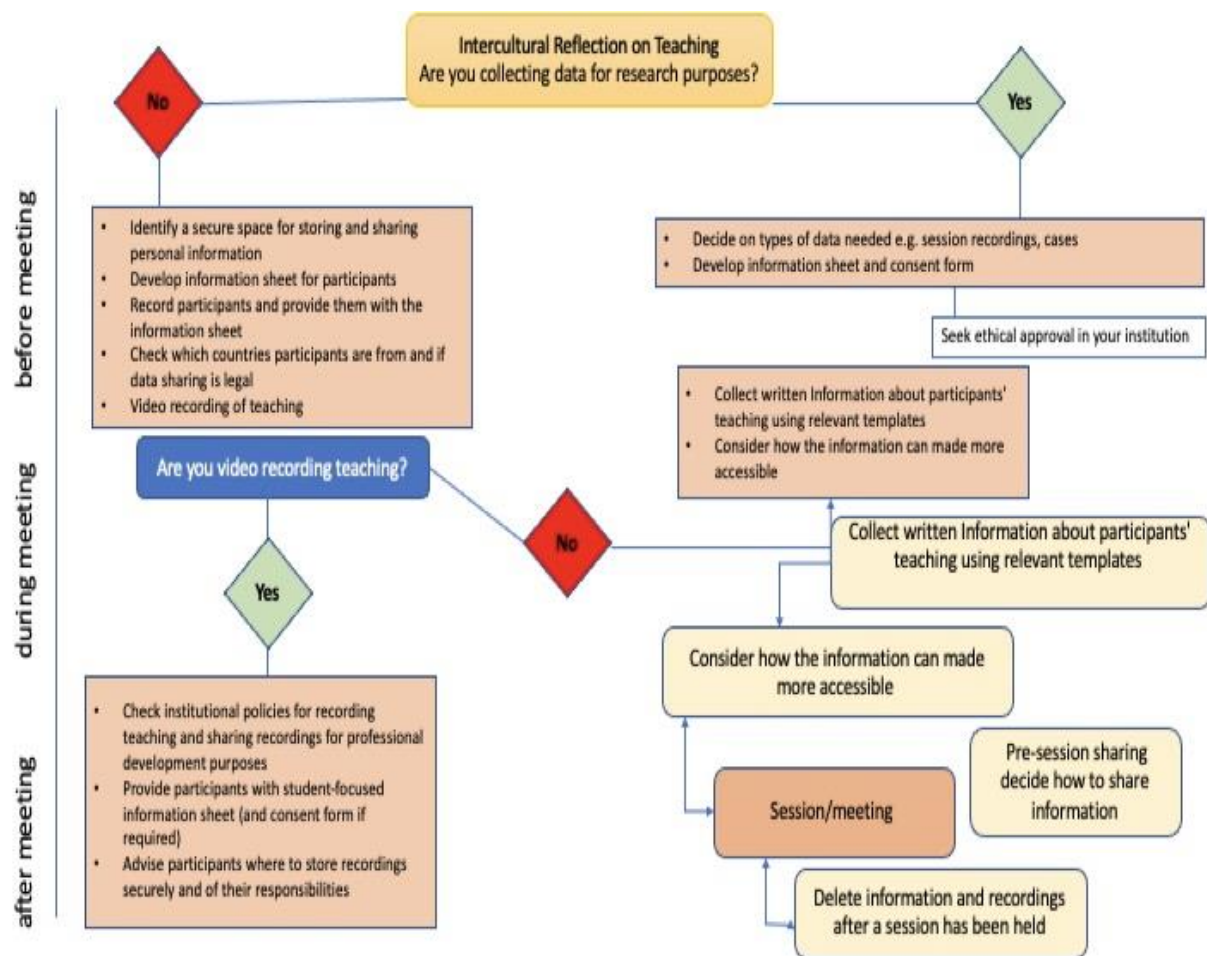 Intercultural Reflection on Teaching
Are you collecting data for research purposes?
No
Yes
before meeting
• Identify a secure space for storing and sharing
personal information
• Develop information sheet for participants
• Record participants and provide them with the
information sheet
• Check which countries participants are from and if
data sharing is legal
• Video recording of teaching
• Decide on types of data needed e.g. session recordings, cases
• Develop information sheet and consent form
Seek ethical approval in your institution
• Collect written Information about participants'
teaching using relevant templates
• Consider how the information can made more
accessible
during meeting
Are you video recording teaching?
No
Yes
Collect written Information about participants'
teaching using relevant templates
Consider how the information can made
more accessible
after meeting
• Check institutional policies for recording
teaching and sharing recordings for professional
development purposes
• Provide participants with student-focused
information sheet (and consent form if
required)
• Advise participants where to store recordings
securely and of their responsibilities
Pre-session sharing
decide how to share
information
Session/meeting
Delete information and recordings
after a session has been held